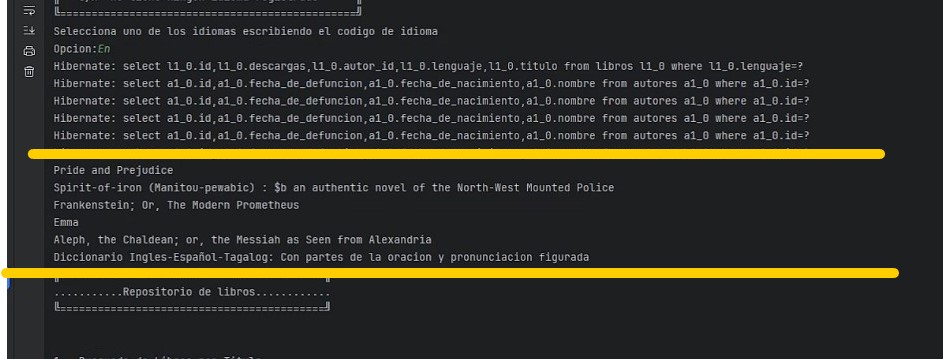 Selecciona uno de los idiomas escribiendo el codigo de idioma
Opcion:En
Hibernate: select l1_0.id,l1_0.descargas,l1_0.autor_id,l1_0.lenguaje,l1_0.titulo from libros l1_0 where l1_0.lenguaje=?
Hibernate: select a1_0.id,a1_0.fecha_de_defuncion,a1_0.fecha_de_nacimiento,a1_0.nombre from autores a1_0 where a1_0.id=?
Hibernate: select a1_0.id,a1_0.fecha_de_defuncion,a1_0.fecha_de_nacimiento,a1_0.nombre from autores a1_0 where a1_0.id=?
Hibernate: select a1_0.id,a1_0.fecha_de_defuncion,a1_0.fecha_de_nacimiento,a1_0.nombre from autores a1_0 where a1_0.id=?
Hibernate: select a1_0.id,a1_0.fecha_de_defuncion,a1_0.fecha_de_nacimiento,a1_0.nombre from autores a1_0 where a1_0.id=?
Pride and Prejudice
Spirit-of-iron (Manitou-pewabic) : $b an authentic novel of the North-West Mounted Police
Frankenstein; Or, The Modern Prometheus
Emma
Aleph, the Chaldean; or, the Messiah as Seen from Alexandria
Diccionario Ingles-Español-Tagalog: Con partes de la oracion y pronunciacion figurada
...........Repositorio de libros............